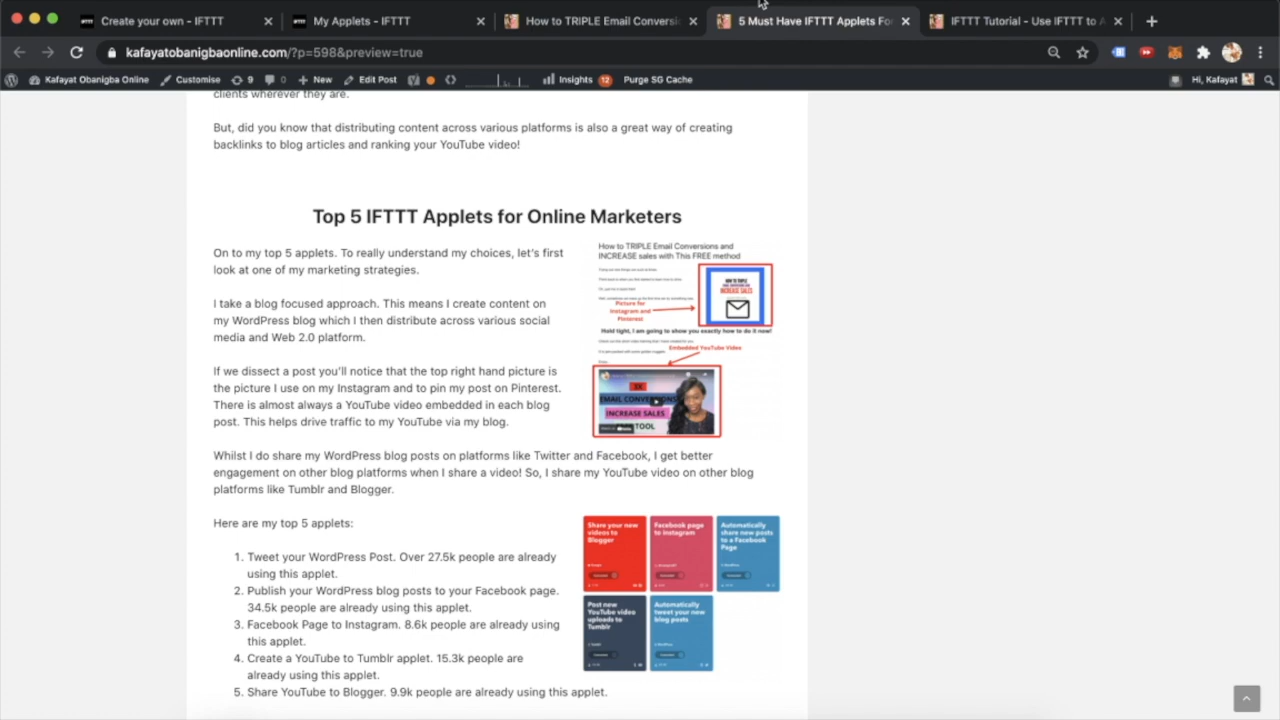 Create your own - IFTTT
My Applets - IFTTT
How to TRIPLE Email Conversi
5 Must Have IFTTT Applets For
IFTTT Tutorial - Use IFTTT to A
kafayatobanigbaonline.com/?p=598&preview=true
Kafayat Obanigba Online
Customise
9
0
New
Edit Post
Insights 12
Purge SG Cache
Hi, Kafayat
clients wherever they are.
But, did you know that distributing content across various platforms is also a great way of creating
backlinks to blog articles and ranking your YouTube video!
Top 5 IFTTT Applets for Online Marketers
On to my top 5 applets. To really understand my choices, let's first
look at one of my marketing strategies.
I take a blog focused approach. This means I create content on
my WordPress blog which I then distribute across various social
media and Web 2.0 platform.
If we dissect a post you'll notice that the top right hand picture is
the picture I use on my Instagram and to pin my post on Pinterest.
There is almost always a YouTube video embedded in each blog
post. This helps drive traffic to my YouTube via my blog.
How to TRIPLE Email Conversions and
INCREASE sales with This FREE method
Picture for
Instagram and
Pinterest
HOW TO TRIPLE
INCREASE SALES
Hold tight, I am going to show you exactly how to do it now!
Embedded YouTube Video
3X
EMAIL CONVERSIONS
INCREASE SALES
TOOL
Whilst I do share my WordPress blog posts on platforms like Twitter and Facebook, I get better
engagement on other blog platforms when I share a video! So, I share my YouTube video on other blog
platforms like Tumblr and Blogger.
Here are my top 5 applets:
1. Tweet your WordPress Post. Over 27.5k people are already
using this applet.
2. Publish your WordPress blog posts to your Facebook page.
34.5k people are already using this applet.
3. Facebook Page to Instagram. 8.6k people are already using
this applet.
4. Create a YouTube to Tumblr applet. 15.3k people are
already using this applet.
5. Share YouTube to Blogger. 9.9k people are already using this applet.
Share your new
videos to
Blogger
Facebook page
to Instagram
Automatically
share new posts
to a Facebook
Page
Post new
YouTube video
uploads to
Tumblr
Automatically
tweet your new
blog posts